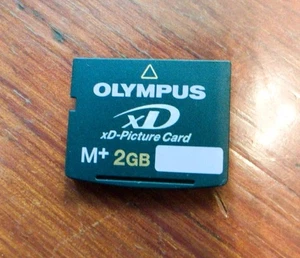 OLYMPUS
xD
xD-Picture Card
M+ 2GB